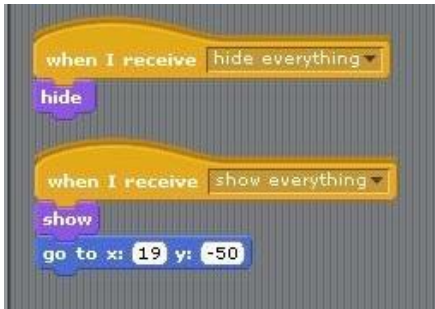 when I receive hide everything
hide
when I receive show everything
show
go to x: 19 y: -50